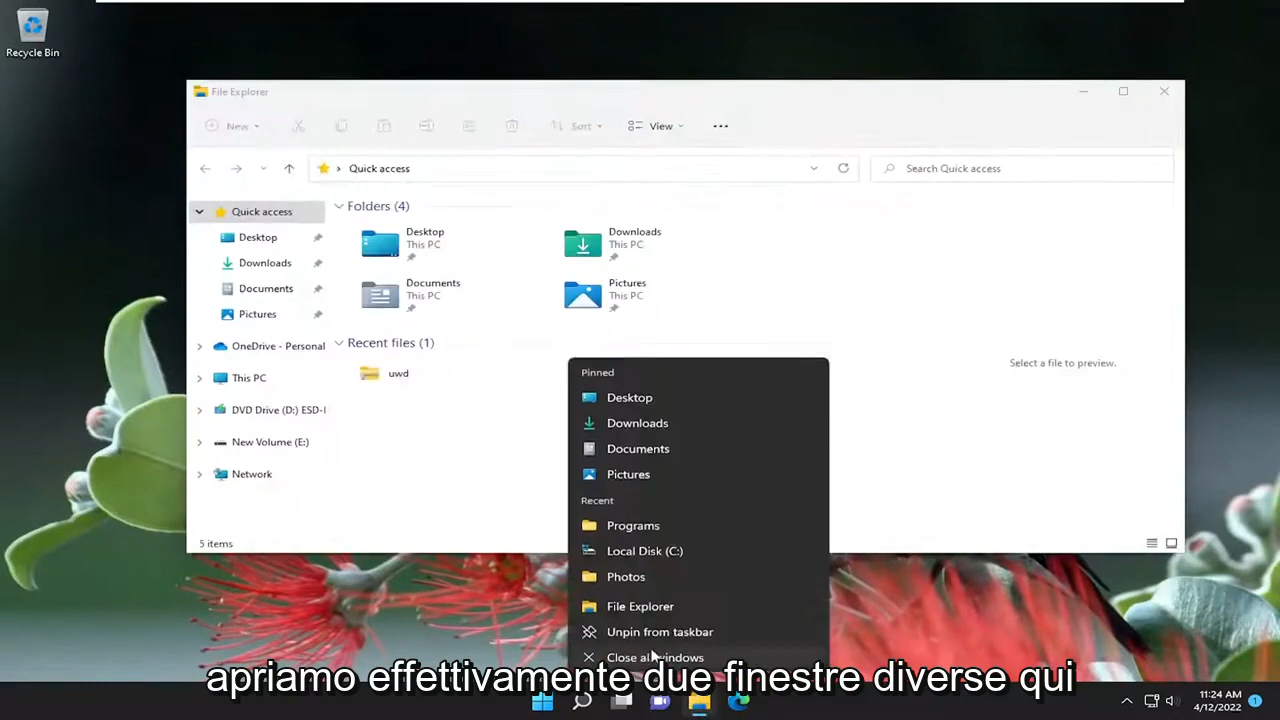 Recycle Bin
File Explorer
New
Sort
View
Quick access
Search Quick access
Quick access
Desktop
Downloads
Documents
Pictures
OneDrive - Personal
This PC
DVD Drive (D:) ESD-I
New Volume (E:)
Network
Folders (4)
Desktop
This PC
Downloads
This PC
Documents
This PC
Pictures
This PC
Recent files (1)
uwd
Select a file to preview.
5 items
Pinned
Desktop
Downloads
Documents
Pictures
Recent
Programs
Local Disk (C:)
Photos
File Explorer
Unpin from taskbar
Close all windows
apriamo effettivamente due finestre diverse qui
11:24 AM
4/12/2022
1